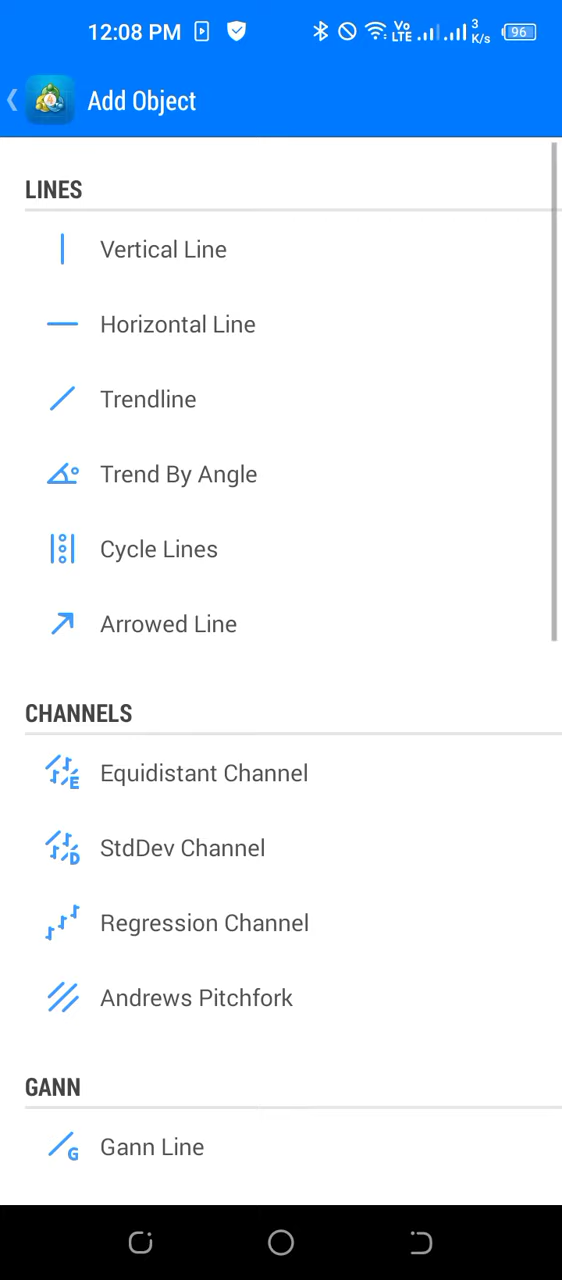 12:08 PM
Vo
LTE
3
K/s
96
Add Object
LINES
Vertical Line
Horizontal Line
Trendline
Trend By Angle
Cycle Lines
Arrowed Line
CHANNELS
E Equidistant Channel
D StdDev Channel
Regression Channel
Andrews Pitchfork
GANN
G Gann Line